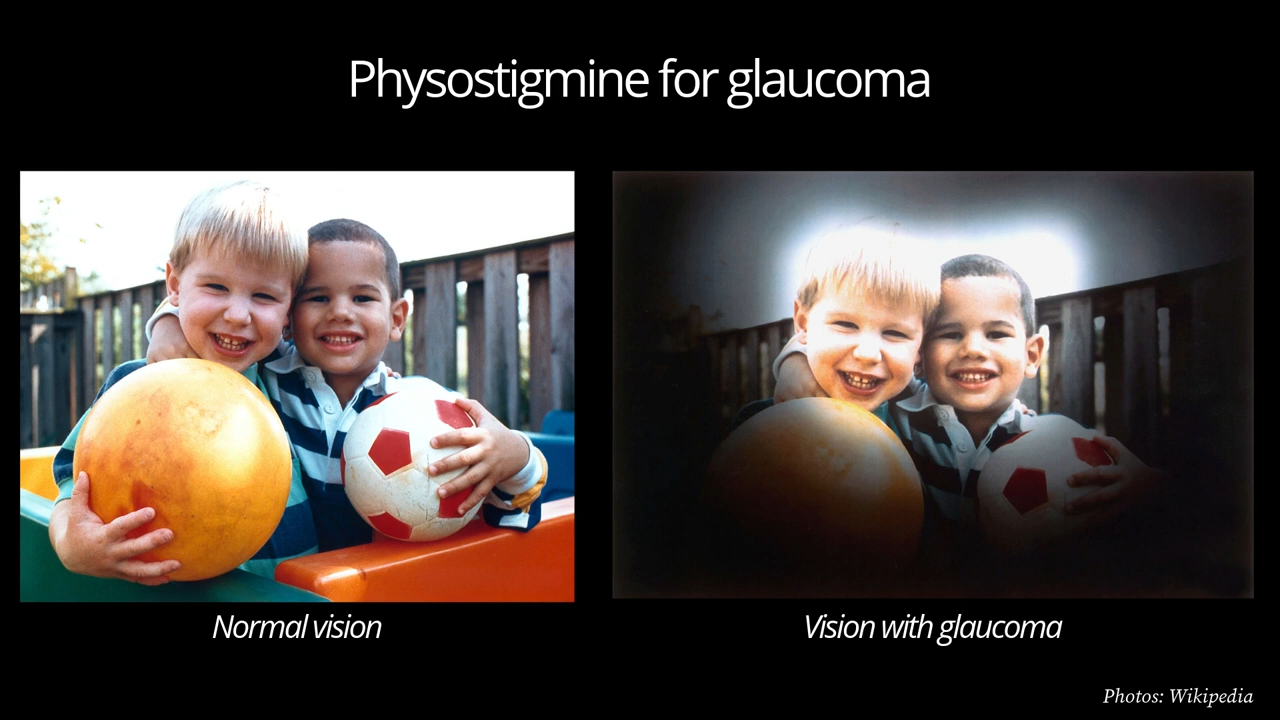 Physostigmine for glaucoma
Normal vision
Vision with glaucoma
Photos: Wikipedia